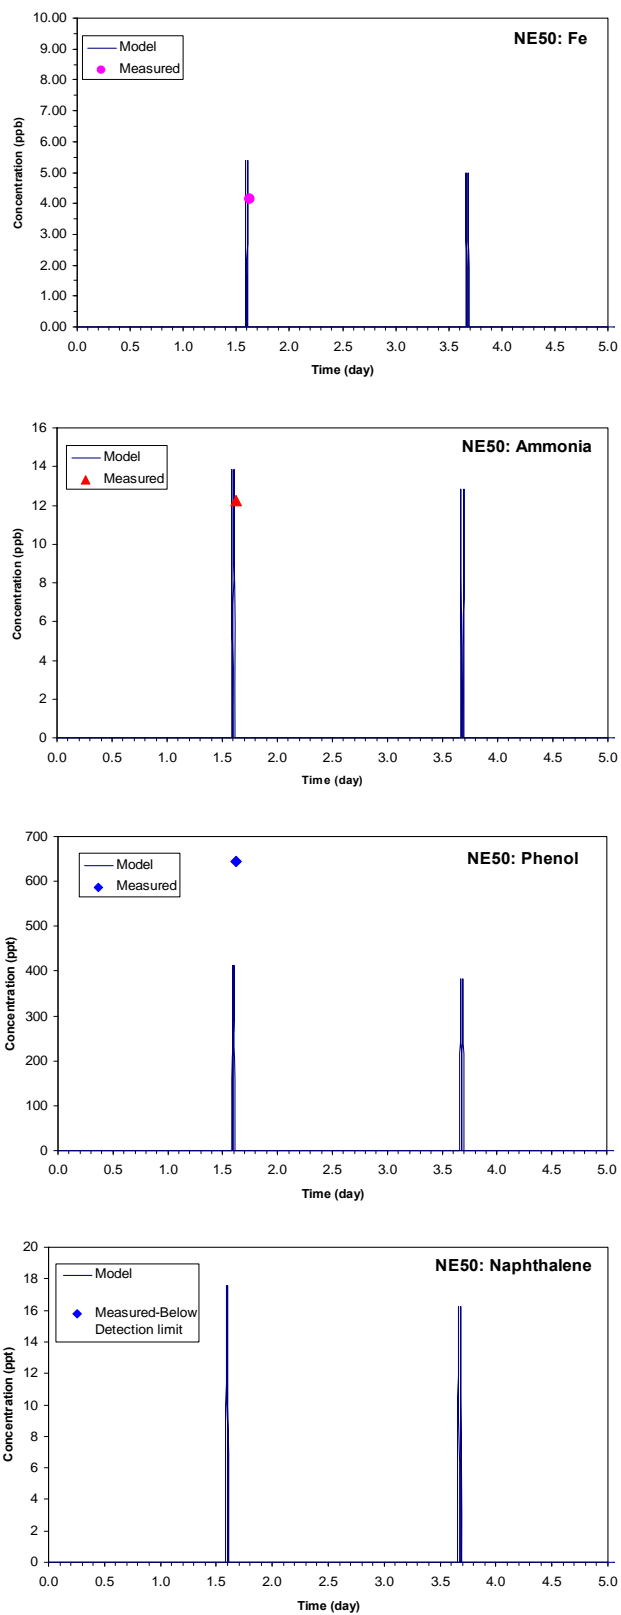 NE50: Fe
Model
Measured
Concentration (ppb)
10.00
9.00
8.00
7.00
6.00
5.00
4.00
3.00
2.00
1.00
0.00
0.0 0.5 1.0 1.5 2.0 2.5 3.0 3.5 4.0 4.5 5.0
Time (day)
NE50: Ammonia
Model
Measured
Concentration (ppb)
16
14
12
10
8
6
4
2
0
0.0 0.5 1.0 1.5 2.0 2.5 3.0 3.5 4.0 4.5 5.0
Time (day)
NE50: Phenol
Model
Measured
Concentration (ppt)
700
600
500
400
300
200
100
0
0.0 0.5 1.0 1.5 2.0 2.5 3.0 3.5 4.0 4.5 5.0
Time (day)
NE50: Naphthalene
Model
Measured-Below
Detection limit
Concentration (ppt)
20
18
16
14
12
10
8
6
4
2
0
0.0 0.5 1.0 1.5 2.0 2.5 3.0 3.5 4.0 4.5 5.0
Time (day)